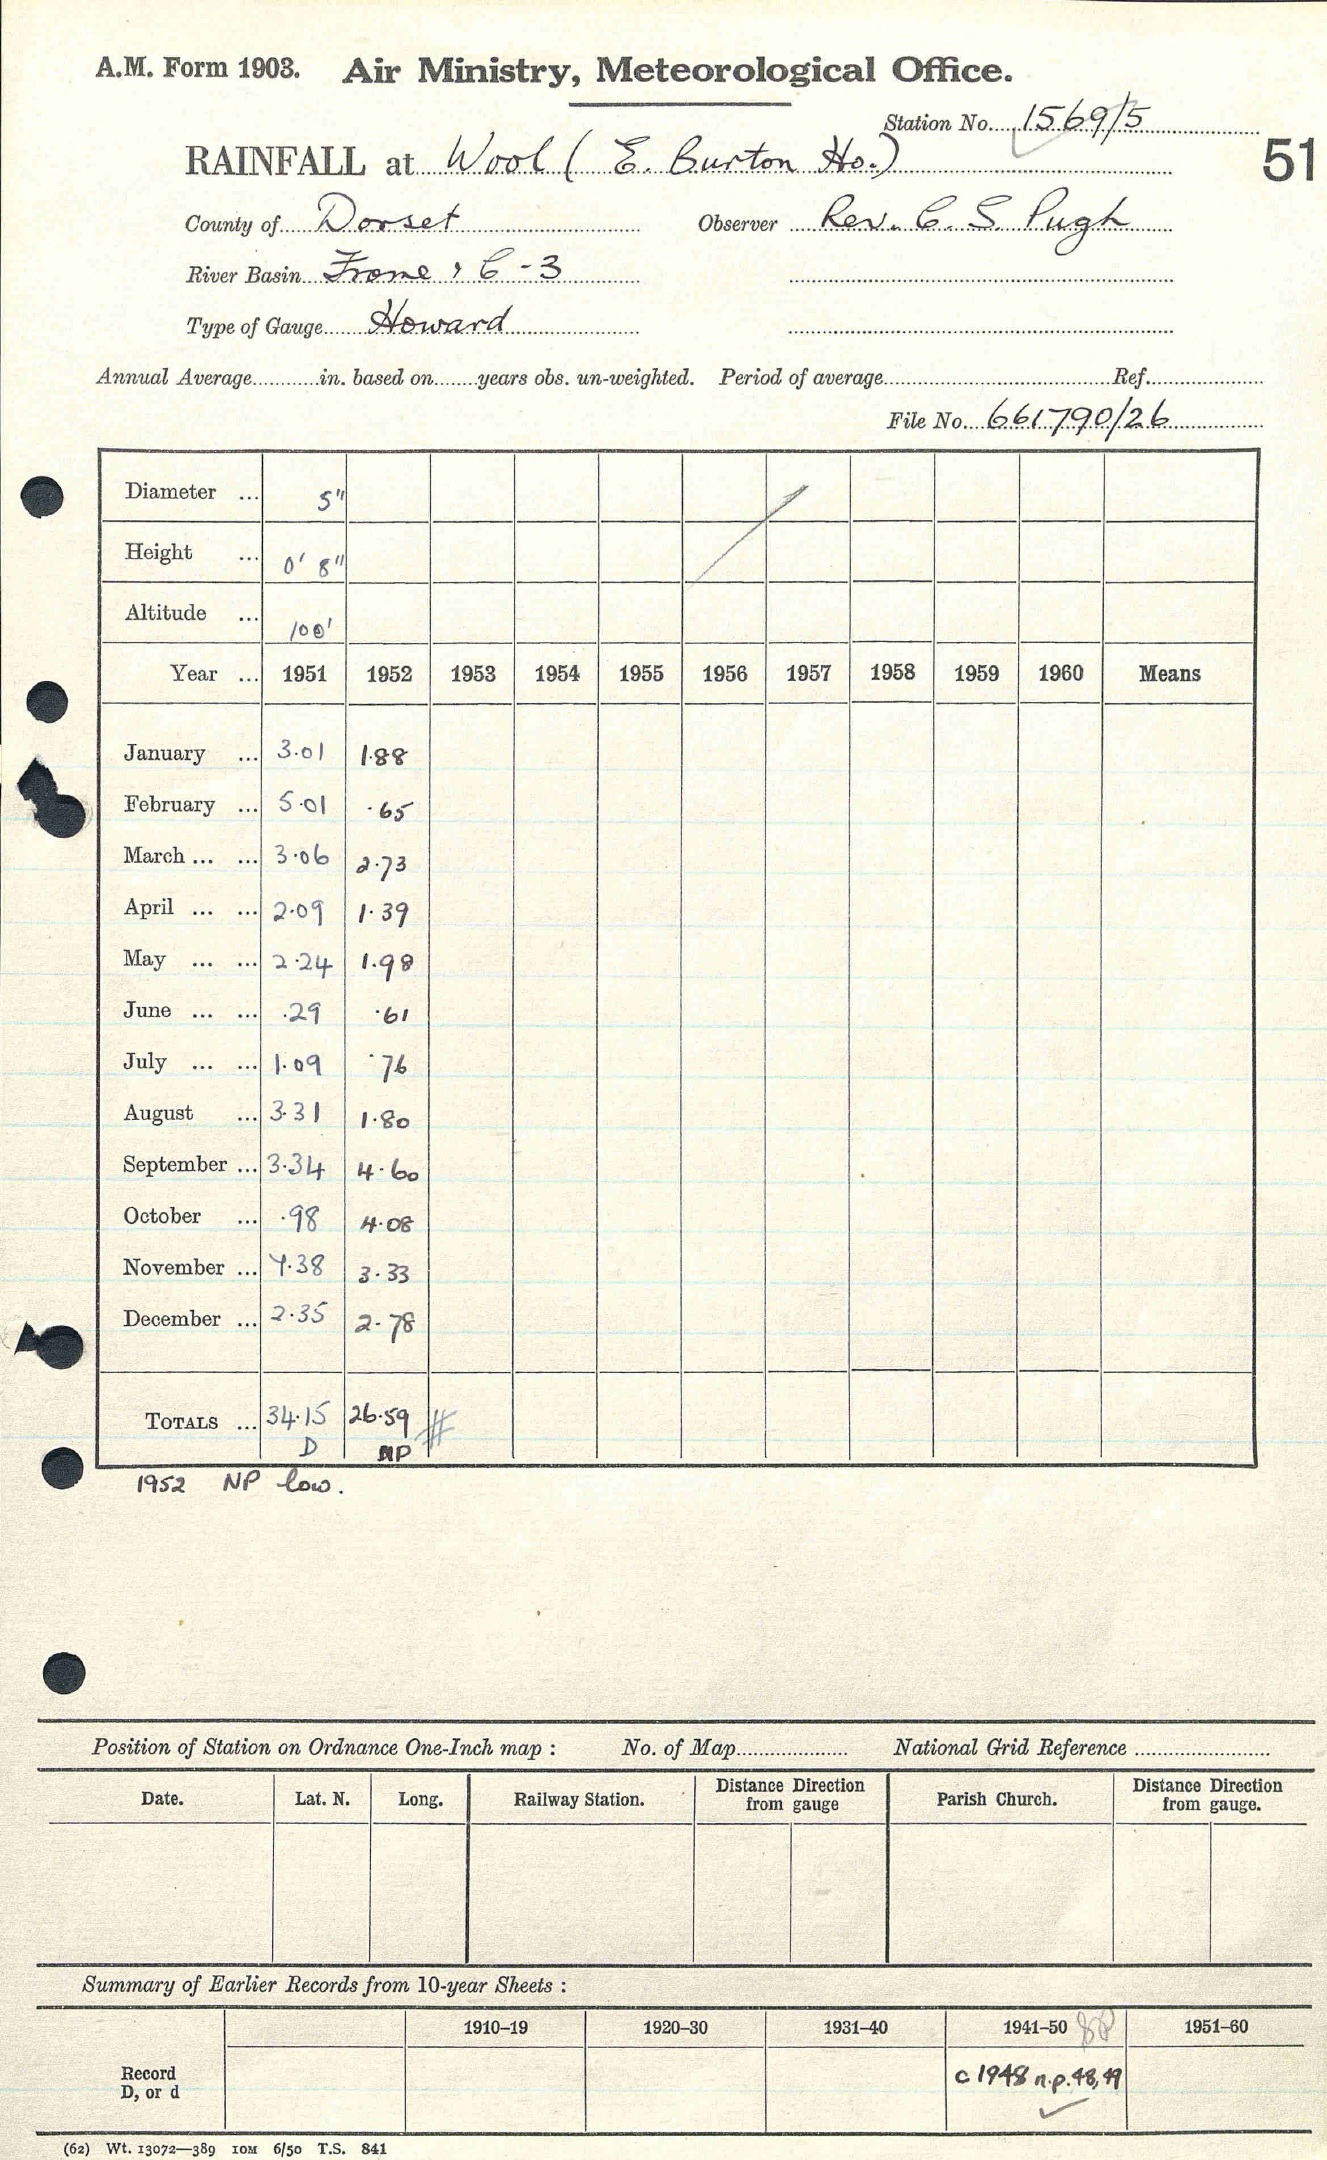 A.M. Form 1903. Air Ministry, Meteorological Office.
Station No. 1569/5
RAINFALL at Wool ( E. Burton Ho.)
51
County of Dorset Observer Rev. C. S. Pugh
River Basin Frome & C-3
Type of Gauge Howard
Annual Average in. based on years obs. un-weighted. Period of average Ref.
File No. 661790/26
Diameter ... 5"
Height ... 0' 8"
Altitude ... 100'
Year ... 1951 1952 1953 1954 1955 1956 1957 1958 1959 1960 Means
January ... 3.01 1.88
February ... 5.01 .65
March ... ... 3.06 2.73
April ... ... 2.09 1.39
May ... ... 2.24 1.98
June ... ... .29 .61
July ... ... 1.09 .76
August ... 3.31 1.80
September ... 3.34 4.60
October ... .98 4.08
November ... 7.38 3.33
December ... 2.35 2.78
TOTALS ... 34.15 26.59 #
D NP
1952 NP low.
Position of Station on Ordnance One-Inch map : No. of Map National Grid Reference
Date. Lat. N. Long. Railway Station. Distance Direction from gauge Parish Church. Distance Direction from gauge.
Summary of Earlier Records from 10-year Sheets :
1910–19 1920–30 1931–40 1941–50 1951–60
Record c 1948 n.p. 48, 49
D, or d
(62) Wt. 13072—389 10M 6/50 T.S. 841